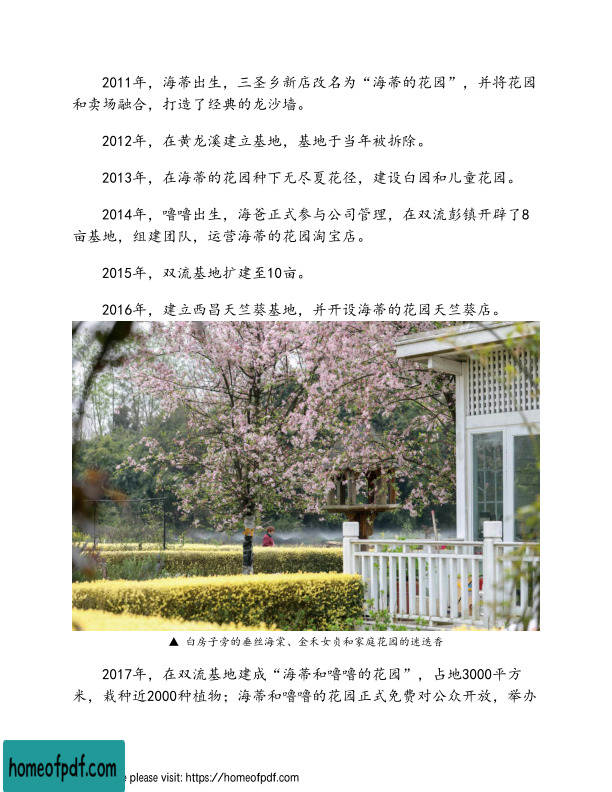 2011年，海蒂出生，三圣乡新店改名为“海蒂的花园”，并将花园
和卖场融合，打造了经典的龙沙墙。
2012年，在黄龙溪建立基地，基地于当年被拆除。
2013年，在海蒂的花园种下无尽夏花径，建设白园和儿童花园。
2014年，噜噜出生，海爸正式参与公司管理，在双流彭镇开辟了8
亩基地，组建团队，运营海蒂的花园淘宝店。
2015年，双流基地扩建至10亩。
2016年，建立西昌天竺葵基地，并开设海蒂的花园天竺葵店。
▲ 白房子旁的垂丝海棠、金禾女贞和家庭花园的迷迭香
2017年，在双流基地建成“海蒂和噜噜的花园”，占地3000平方
米，栽种近2000种植物；海蒂和噜噜的花园正式免费对公众开放，举办
homeofpdf.com
please visit: https://homeofpdf.com